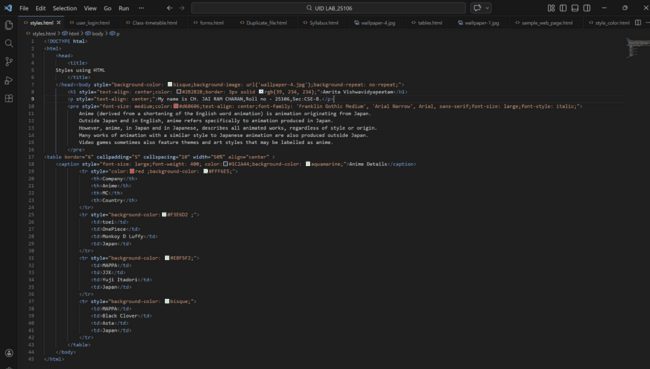 File Edit Selection View Go Run ···
UID LAB_25106
styles.html
user_login.html
Class-timetable.html
forms.html
Duplicate_file.html
Syllabus.html
wallpaper-4.jpg
tables.html
wallpaper-1.jpg
sample_web_page.html
style_color.html
styles.html > html > body > p
1 <!DOCTYPE html>
2 <html>
3 <head>
4 <title>
5 Styles using HTML
6 </title>
7 </head><body style="background-color: bisque;background-image: url('wallpaper-4.jpg');background-repeat: no-repeat;">
8 <h1 style="text-align: center;color: border: 3px solid rgb(39, 234, 234);">Amrita Vishwavidyapeetam</h1>
9 <p style="text-align: center;">My name is CH. JAI RAM CHARAN,Roll no - 25106,Sec:CSE-B.</p>
10 <pre style="font-size: medium;color: text-align: center;font-family: 'Franklin Gothic Medium', 'Arial Narrow', Arial, sans-serif;font-size: large;font-style: italic;">
11 Anime (derived from a shortening of the English word animation) is animation originating from Japan.
12 Outside Japan and in English, anime refers specifically to animation produced in Japan.
13 However, anime, in Japan and in Japanese, describes all animated works, regardless of style or origin.
14 Many works of animation with a similar style to Japanese animation are also produced outside Japan.
15 Video games sometimes also feature themes and art styles that may be labelled as anime.
16 </pre>
17 <table border="6" cellpadding="5" cellspacing="10" width="50%" align="center" >
18 <caption style="font-size: large;font-weight: 600; color: background-color: aquamarine;">Anime Details</caption>
19 <tr style="color: red ;background-color: #FFF6E5;">
20 <th>Company</th>
21 <th>Anime</th>
22 <th>MC</th>
23 <th>Country</th>
24 </tr>
25 <tr style="background-color: ;">
26 <td>toei</td>
27 <td>OnePiece</td>
28 <td>Monkey D Luffy</td>
29 <td>Japan</td>
30 </tr>
31 <tr style="background-color: ">
32 <td>MAPPA</td>
33 <td>JJK</td>
34 <td>Yuji Itadori</td>
35 <td>Japan</td>
36 </tr>
37 <tr style="background-color: bisque;">
38 <td>MAPPA</td>
39 <td>Black Clover</td>
40 <td>Asta</td>
41 <td>Japan</td>
42 </tr>
43 </table>
44 </body>
45 </html>